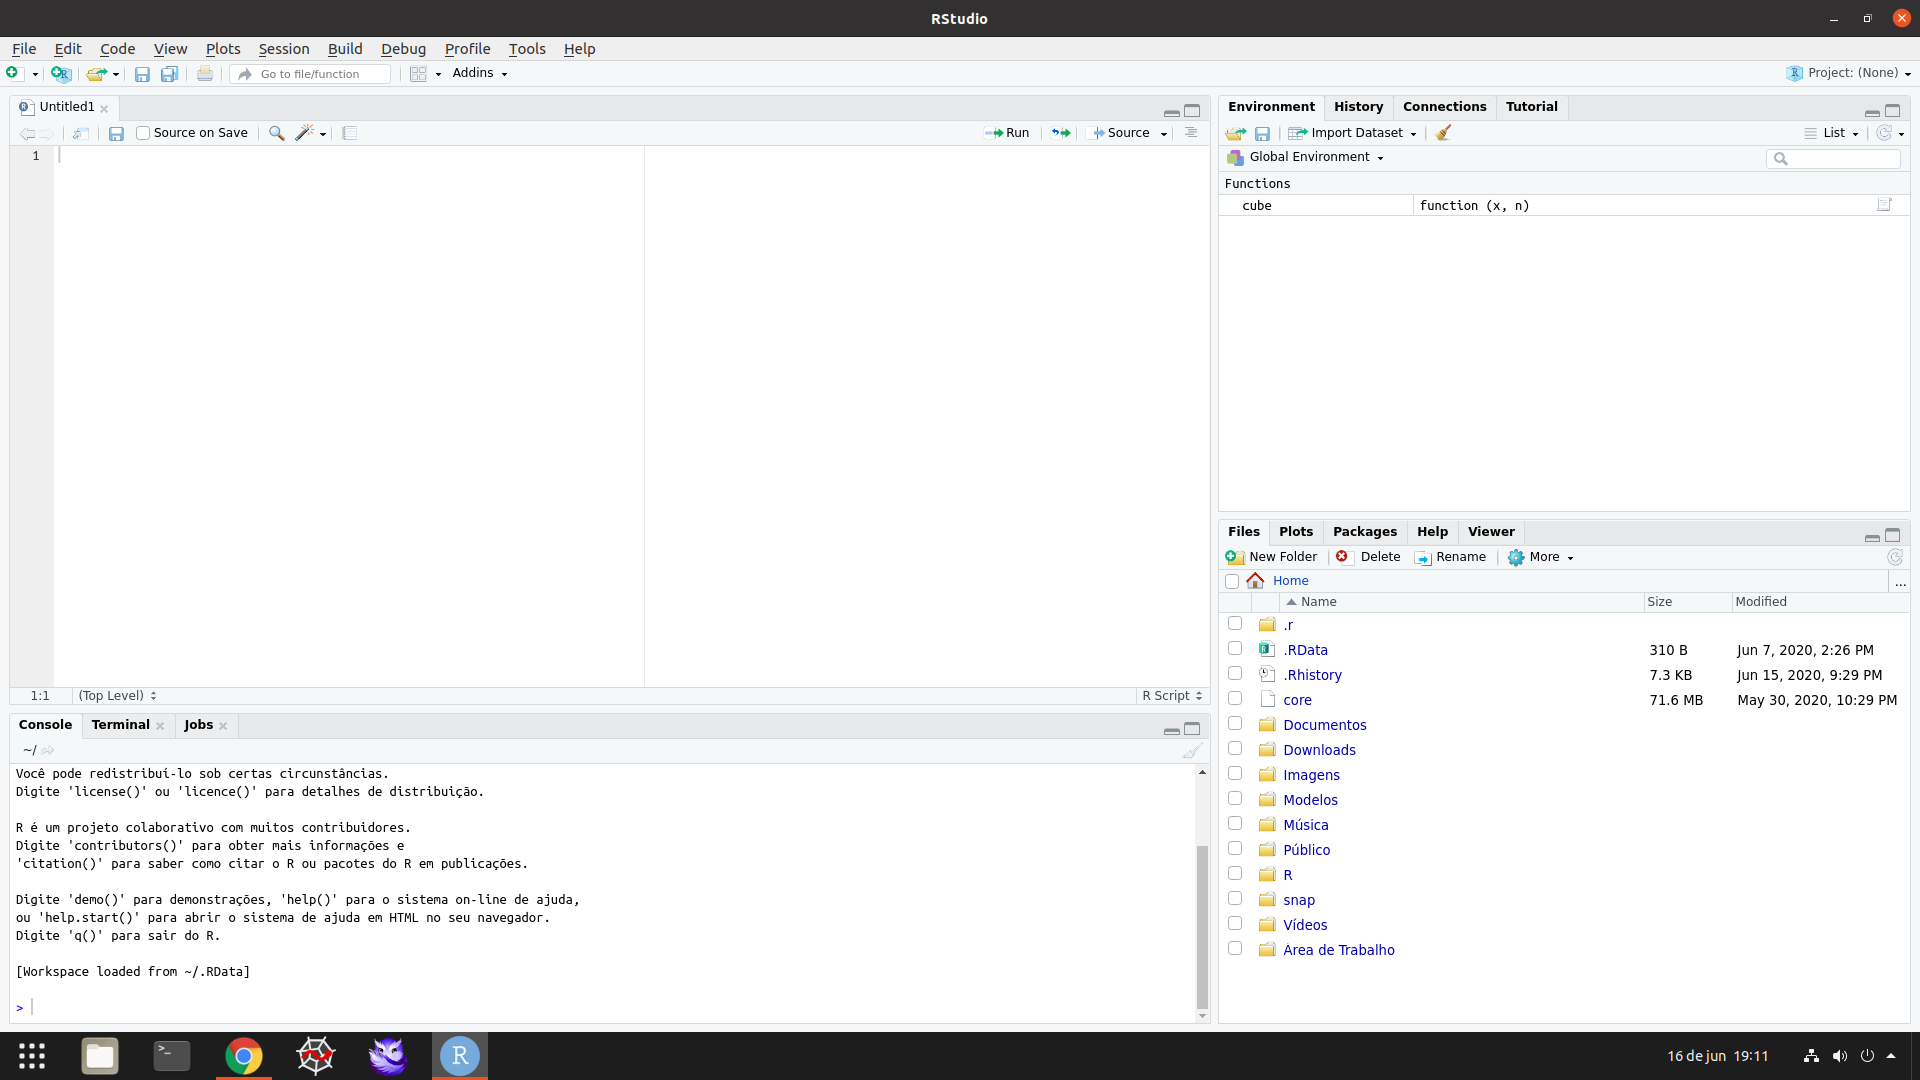 RStudio
File Edit Code View Plots Session Build Debug Profile Tools Help
Go to file/function Addins Project: (None)
Untitled1
Source on Save Run Source
1
1:1 (Top Level) R Script
Console Terminal Jobs
~/
Você pode redistribuí-lo sob certas circunstâncias.
Digite 'license()' ou 'licence()' para detalhes de distribuição.
R é um projeto colaborativo com muitos contribuidores.
Digite 'contributors()' para obter mais informações e
'citation()' para saber como citar o R ou pacotes do R em publicações.
Digite 'demo()' para demonstrações, 'help()' para o sistema on-line de ajuda,
ou 'help.start()' para abrir o sistema de ajuda em HTML no seu navegador.
Digite 'q()' para sair do R.
[Workspace loaded from ~/.RData]
>
Environment History Connections Tutorial
Import Dataset List
Global Environment
Functions
cube function (x, n)
Files Plots Packages Help Viewer
New Folder Delete Rename More
Home ...
Name Size Modified
.r
.RData 310 B Jun 7, 2020, 2:26 PM
.Rhistory 7.3 KB Jun 15, 2020, 9:29 PM
core 71.6 MB May 30, 2020, 10:29 PM
Documentos
Downloads
Imagens
Modelos
Música
Público
R
snap
Vídeos
Área de Trabalho
>_ R 16 de jun 19:11